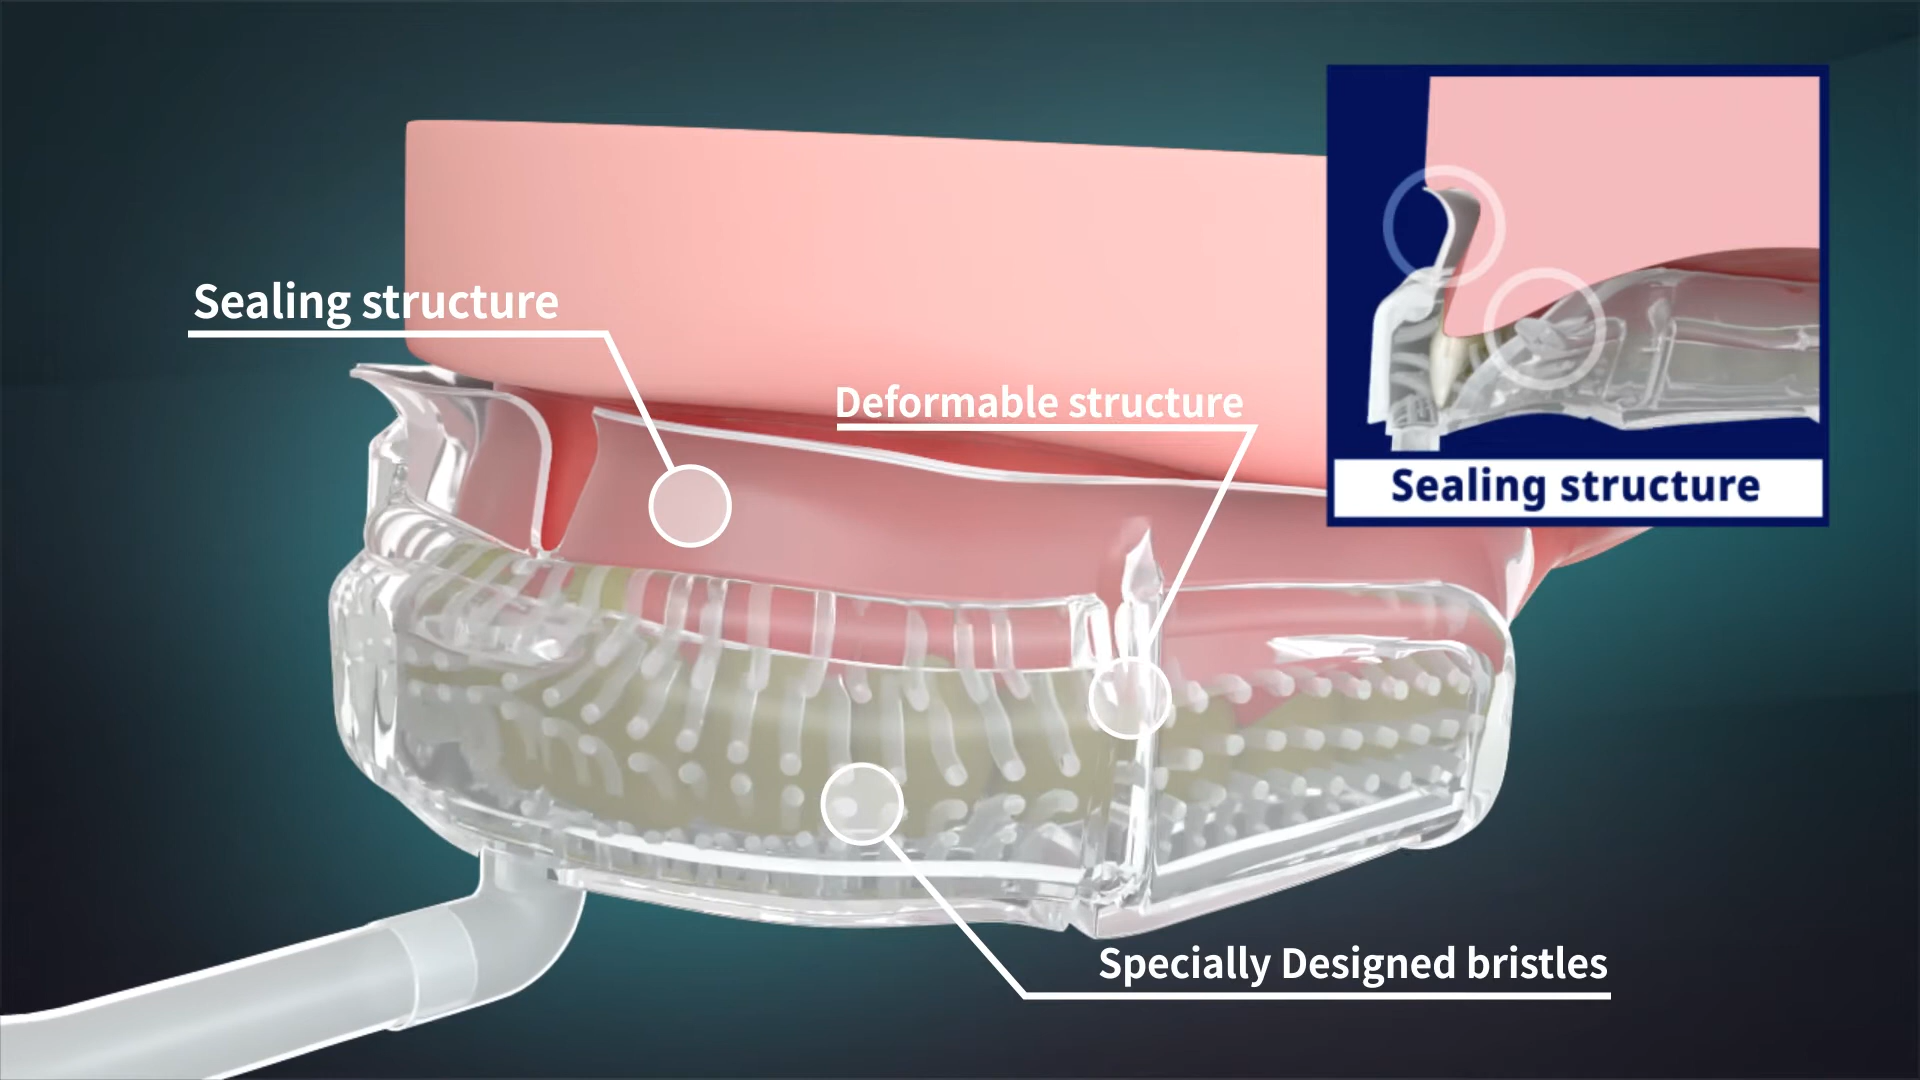 Sealing structure
Deformable structure
Sealing structure
Specially Designed bristles